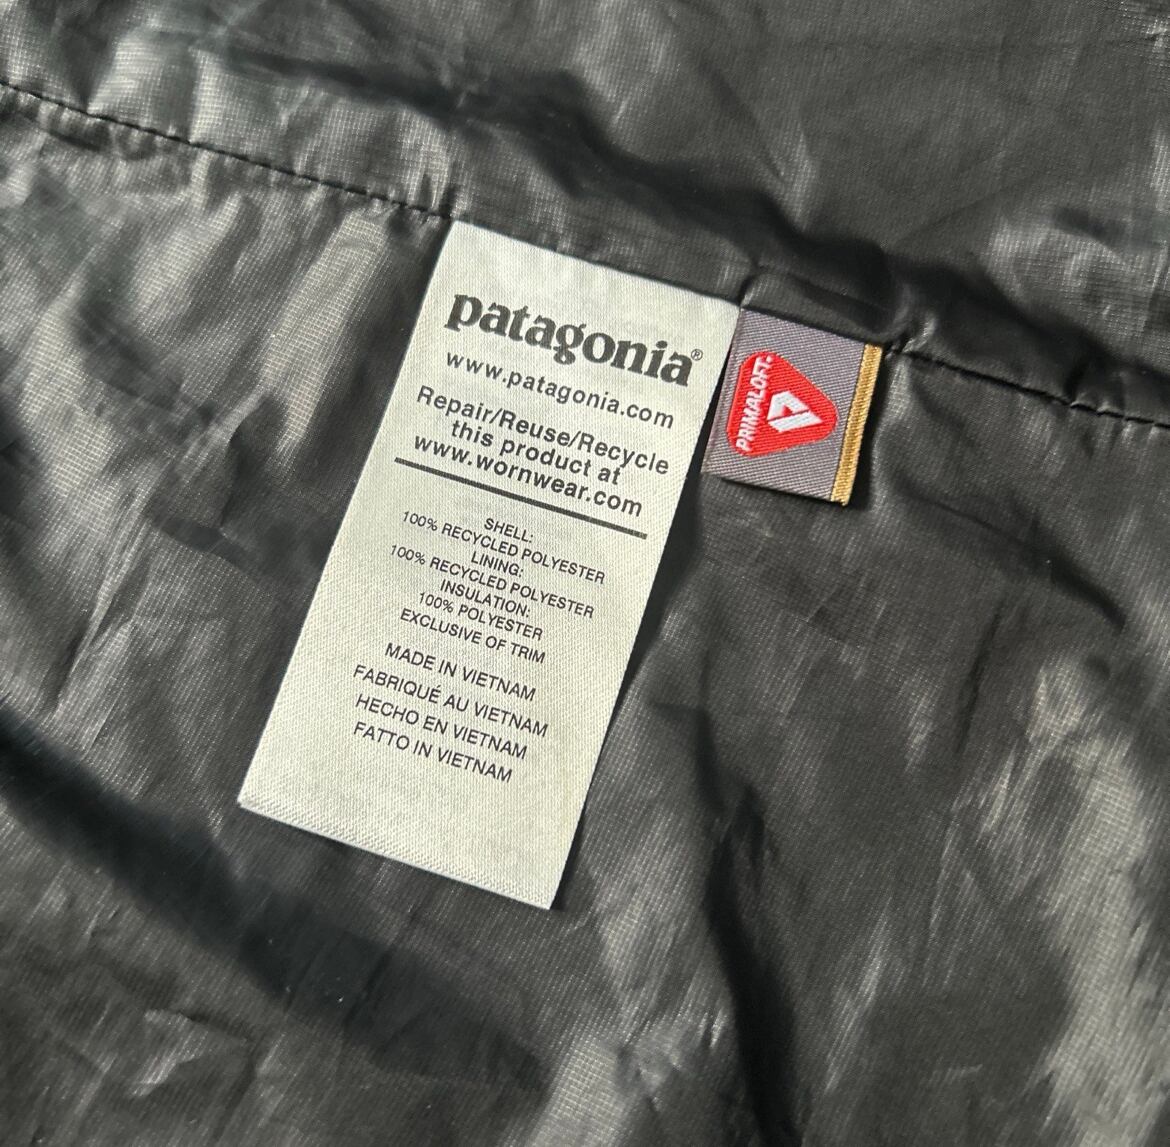 patagonia®
www.patagonia.com
Repair/Reuse/Recycle
this product at
www.wornwear.com
SHELL:
100% RECYCLED POLYESTER
LINING:
100% RECYCLED POLYESTER
INSULATION:
100% POLYESTER
EXCLUSIVE OF TRIM
MADE IN VIETNAM
FABRIQUÉ AU VIETNAM
HECHO EN VIETNAM
FATTO IN VIETNAM
PRIMALOFT®